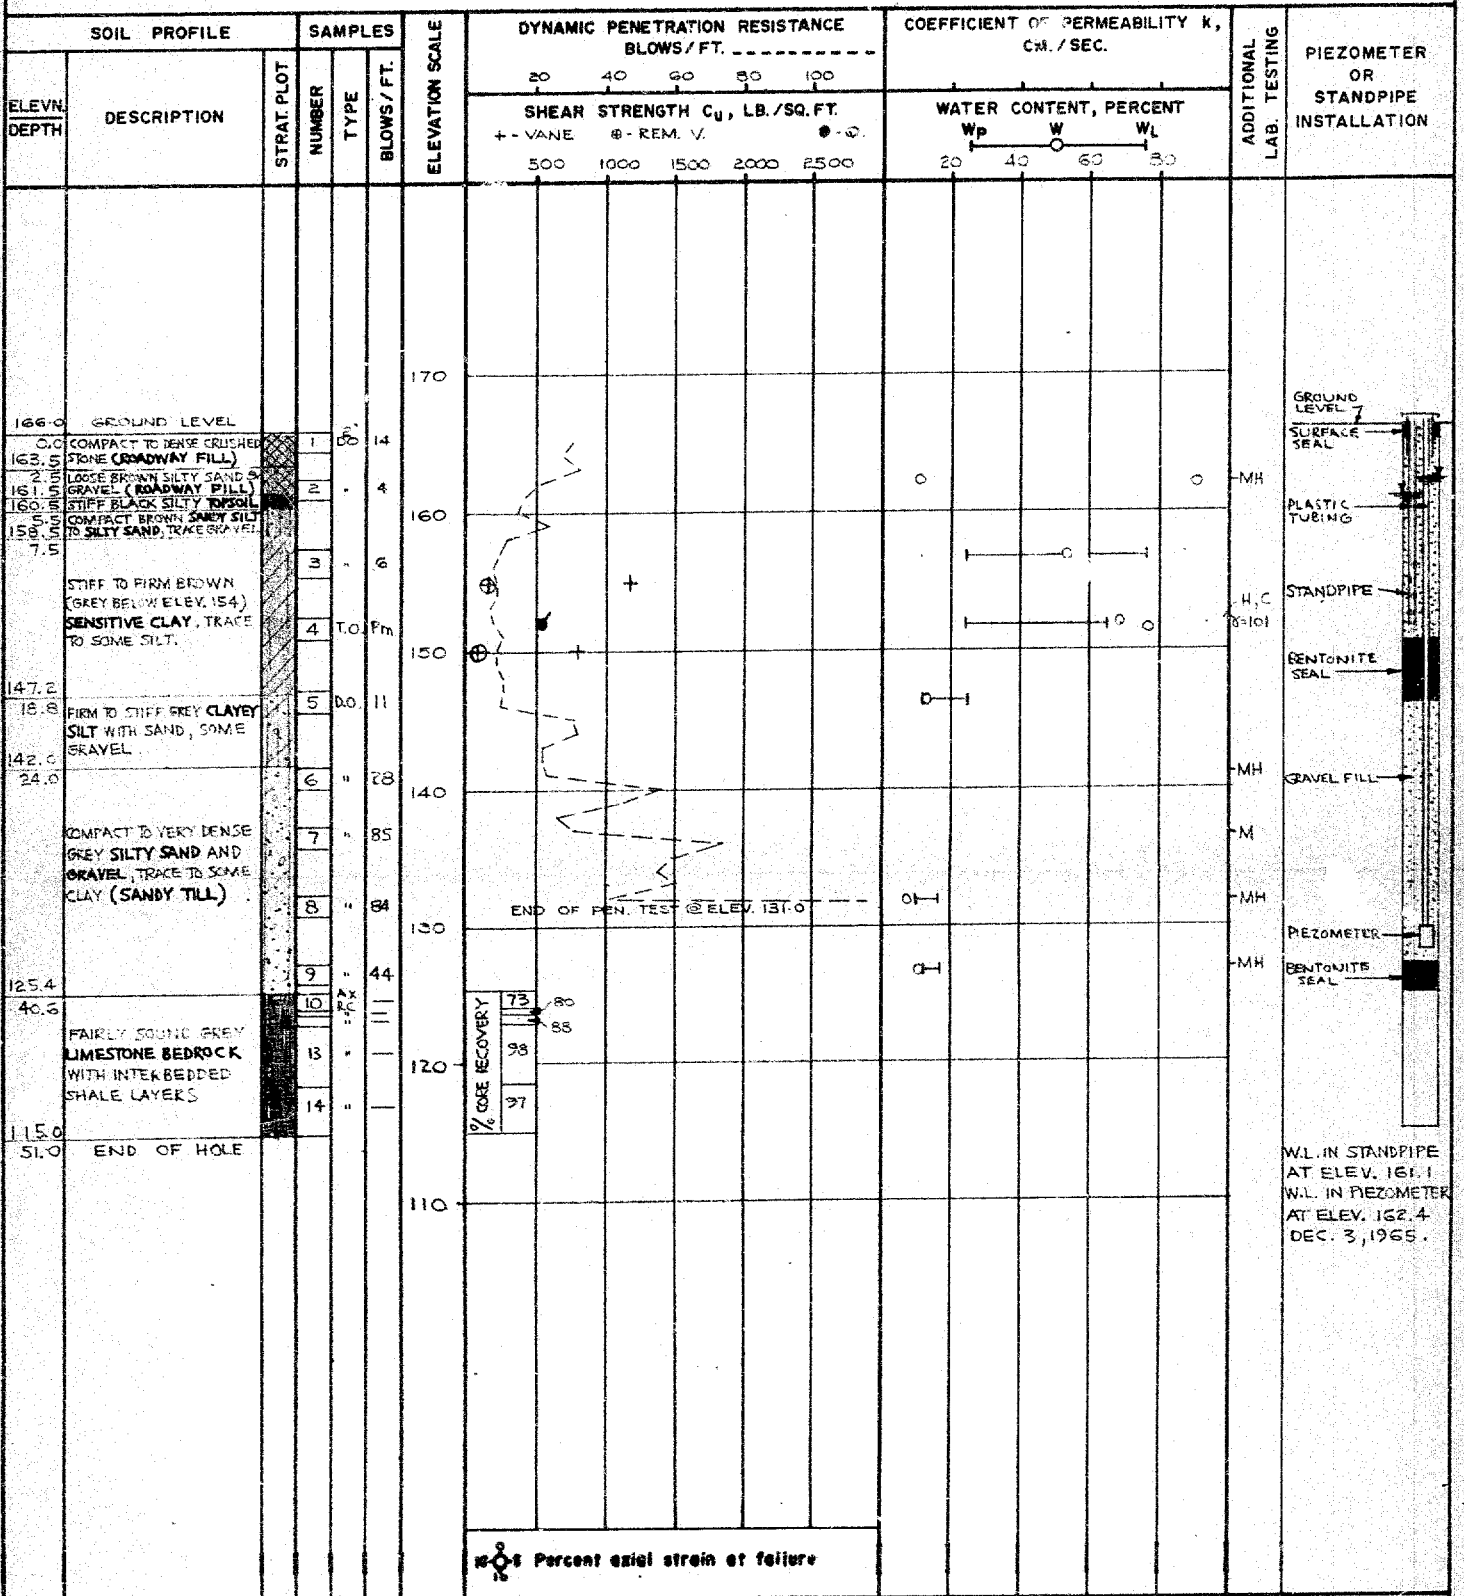 SOIL PROFILE
SAMPLES
ELEVATION SCALE
DYNAMIC PENETRATION RESISTANCE
BLOWS/FT. ----------
20 40 60 80 100
COEFFICIENT OF PERMEABILITY K,
CM./SEC.
ADDITIONAL
LAB. TESTING
PIEZOMETER
OR
STANDPIPE
INSTALLATION
ELEVN.
DEPTH
DESCRIPTION
STRAT. PLOT
NUMBER
TYPE
BLOWS/FT.
SHEAR STRENGTH Cu, LB./SQ.FT.
+ - VANE ⊕ - REM. V. ● - Q.
500 1000 1500 2000 2500
WATER CONTENT, PERCENT
Wp W WL
20 40 60 80
170
160
150
140
130
120
110
166.0 GROUND LEVEL
0.0 COMPACT TO DENSE CRUSHED
163.5 STONE (ROADWAY FILL)
2.5 LOOSE BROWN SILTY SAND &
161.5 GRAVEL (ROADWAY FILL)
160.5 STIFF BLACK SILTY TOPSOIL
5.5 COMPACT BROWN SANDY SILT
158.5 TO SILTY SAND, TRACE GRAVEL
7.5
STIFF TO FIRM BROWN
(GREY BELOW ELEV. 154)
SENSITIVE CLAY, TRACE
TO SOME SILT.
147.2
18.8 FIRM TO STIFF GREY CLAYEY
SILT WITH SAND, SOME
GRAVEL
142.0
24.0
COMPACT TO VERY DENSE
GREY SILTY SAND AND
GRAVEL, TRACE TO SOME
CLAY (SANDY TILL)
125.4
40.6
FAIRLY SOUND GREY
LIMESTONE BEDROCK
WITH INTERBEDDED
SHALE LAYERS
115.0
51.0 END OF HOLE
1 D.O. 14
2 " 4
3 " 6
4 T.O. Pm
5 D.O. 11
6 " 28
7 " 85
8 " 84
9 " 44
10 —
13 " —
14 " —
END OF PEN. TEST @ ELEV. 131.0
% CORE RECOVERY
73
80
88
98
97
MH
H, C
γ=101
MH
M
MH
MH
GROUND
LEVEL
SURFACE
SEAL
PLASTIC
TUBING
STANDPIPE
BENTONITE
SEAL
GRAVEL FILL
PIEZOMETER
BENTONITE
SEAL
W.L. IN STANDPIPE
AT ELEV. 161.1
W.L. IN PIEZOMETER
AT ELEV. 162.4
DEC. 3, 1965.
Percent axial strain at failure